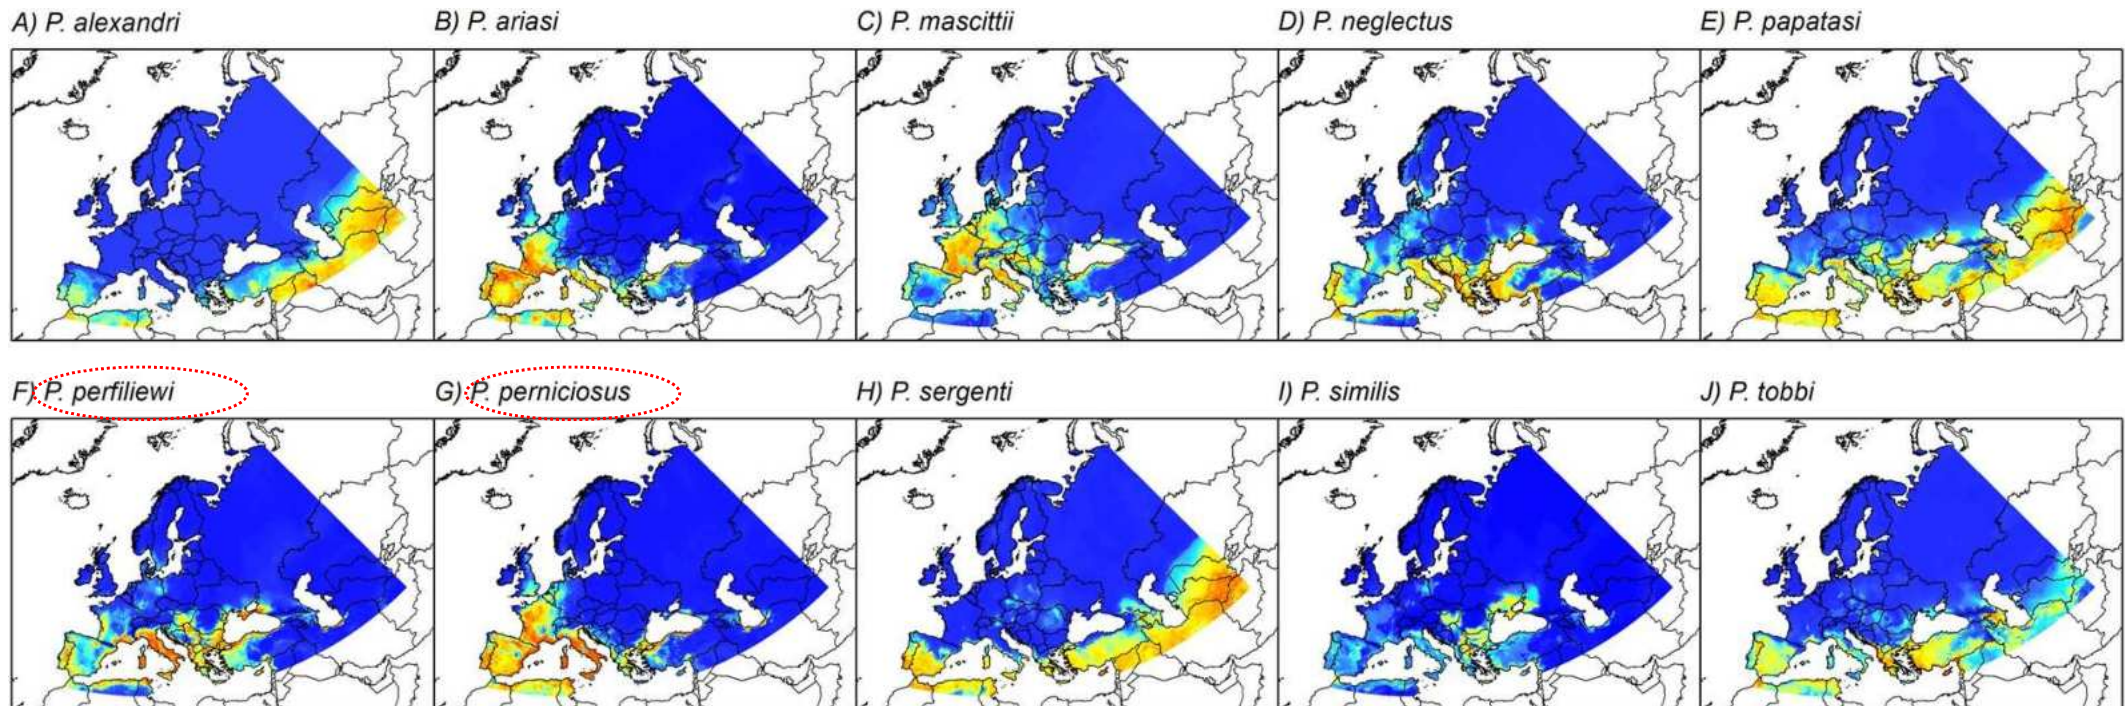 A) P. alexandri
B) P. ariasi
C) P. mascittii
D) P. neglectus
E) P. papatasi
F) P. perfiliewi
G) P. perniciosus
H) P. sergenti
I) P. similis
J) P. tobbi